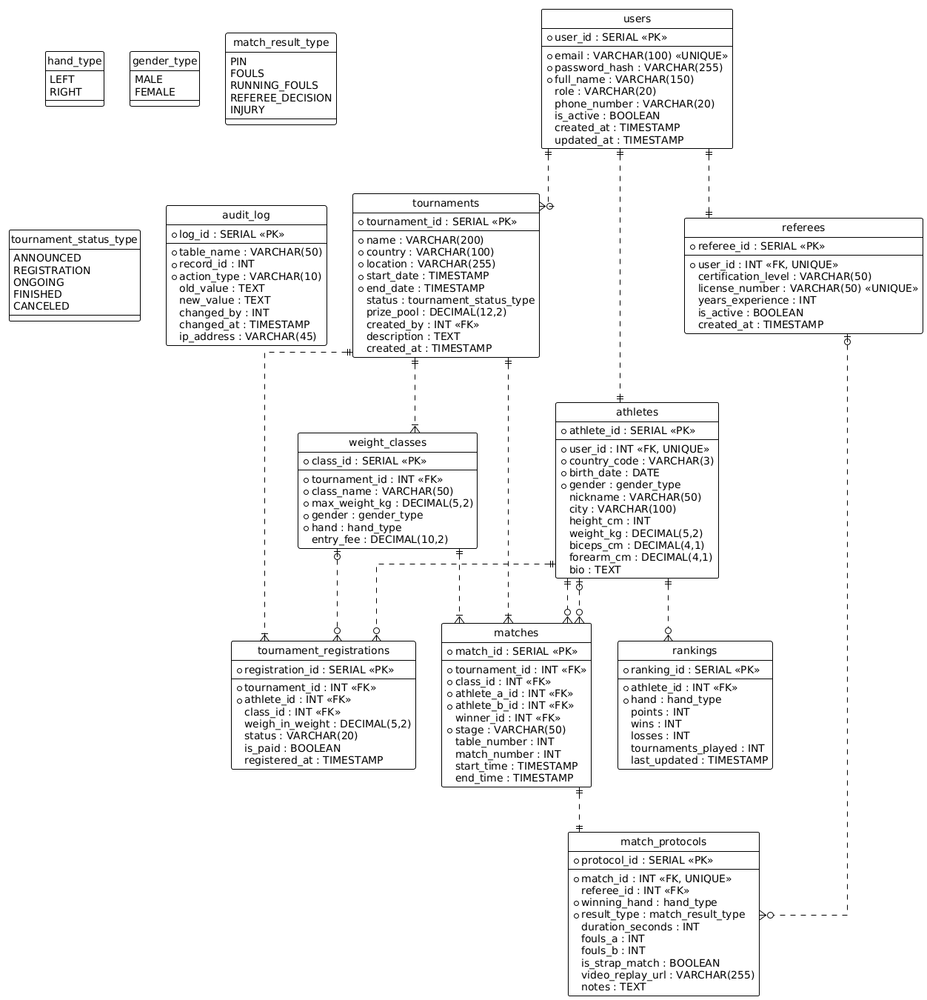 users
user_id : SERIAL «PK»
email : VARCHAR(100) «UNIQUE»
password_hash : VARCHAR(255)
full_name : VARCHAR(150)
role : VARCHAR(20)
phone_number : VARCHAR(20)
is_active : BOOLEAN
created_at : TIMESTAMP
updated_at : TIMESTAMP
hand_type
LEFT
RIGHT
gender_type
MALE
FEMALE
match_result_type
PIN
FOULS
RUNNING_FOULS
REFEREE_DECISION
INJURY
tournament_status_type
ANNOUNCED
REGISTRATION
ONGOING
FINISHED
CANCELED
audit_log
log_id : SERIAL «PK»
table_name : VARCHAR(50)
record_id : INT
action_type : VARCHAR(10)
old_value : TEXT
new_value : TEXT
changed_by : INT
changed_at : TIMESTAMP
ip_address : VARCHAR(45)
tournaments
tournament_id : SERIAL «PK»
name : VARCHAR(200)
country : VARCHAR(100)
location : VARCHAR(255)
start_date : TIMESTAMP
end_date : TIMESTAMP
status : tournament_status_type
prize_pool : DECIMAL(12,2)
created_by : INT «FK»
description : TEXT
created_at : TIMESTAMP
referees
referee_id : SERIAL «PK»
user_id : INT «FK, UNIQUE»
certification_level : VARCHAR(50)
license_number : VARCHAR(50) «UNIQUE»
years_experience : INT
is_active : BOOLEAN
created_at : TIMESTAMP
weight_classes
class_id : SERIAL «PK»
tournament_id : INT «FK»
class_name : VARCHAR(50)
max_weight_kg : DECIMAL(5,2)
gender : gender_type
hand : hand_type
entry_fee : DECIMAL(10,2)
athletes
athlete_id : SERIAL «PK»
user_id : INT «FK, UNIQUE»
country_code : VARCHAR(3)
birth_date : DATE
gender : gender_type
nickname : VARCHAR(50)
city : VARCHAR(100)
height_cm : INT
weight_kg : DECIMAL(5,2)
biceps_cm : DECIMAL(4,1)
forearm_cm : DECIMAL(4,1)
bio : TEXT
tournament_registrations
registration_id : SERIAL «PK»
tournament_id : INT «FK»
athlete_id : INT «FK»
class_id : INT «FK»
weigh_in_weight : DECIMAL(5,2)
status : VARCHAR(20)
is_paid : BOOLEAN
registered_at : TIMESTAMP
matches
match_id : SERIAL «PK»
tournament_id : INT «FK»
class_id : INT «FK»
athlete_a_id : INT «FK»
athlete_b_id : INT «FK»
winner_id : INT «FK»
stage : VARCHAR(50)
table_number : INT
match_number : INT
start_time : TIMESTAMP
end_time : TIMESTAMP
rankings
ranking_id : SERIAL «PK»
athlete_id : INT «FK»
hand : hand_type
points : INT
wins : INT
losses : INT
tournaments_played : INT
last_updated : TIMESTAMP
match_protocols
protocol_id : SERIAL «PK»
match_id : INT «FK, UNIQUE»
referee_id : INT «FK»
winning_hand : hand_type
result_type : match_result_type
duration_seconds : INT
fouls_a : INT
fouls_b : INT
is_strap_match : BOOLEAN
video_replay_url : VARCHAR(255)
notes : TEXT